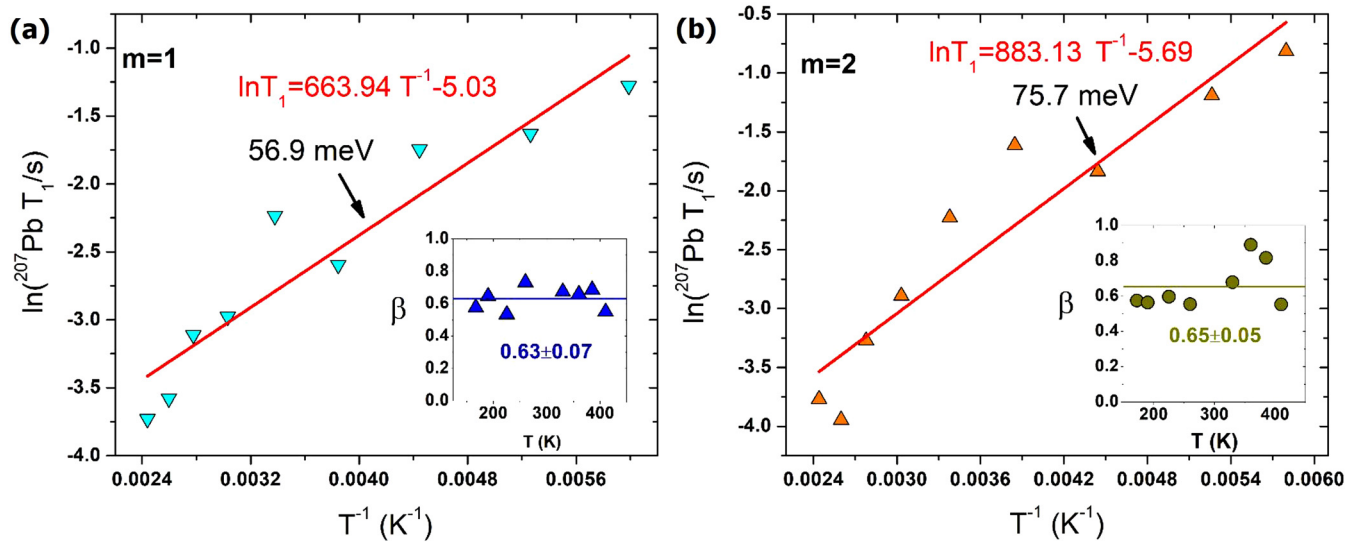 (a)
m=1
lnT₁=663.94 T⁻¹-5.03
56.9 meV
ln(²⁰⁷Pb T₁/s)
-1.0
-1.5
-2.0
-2.5
-3.0
-3.5
-4.0
0.0024 0.0032 0.0040 0.0048 0.0056
T⁻¹ (K⁻¹)
β
1.0
0.8
0.6
0.4
0.2
0.0
0.63±0.07
200 300 400
T (K)
(b)
m=2
lnT₁=883.13 T⁻¹-5.69
75.7 meV
ln(²⁰⁷Pb T₁/s)
-0.5
-1.0
-1.5
-2.0
-2.5
-3.0
-3.5
-4.0
0.0024 0.0030 0.0036 0.0042 0.0048 0.0054 0.0060
T⁻¹ (K⁻¹)
β
1.0
0.8
0.6
0.4
0.2
0.0
0.65±0.05
200 300 400
T (K)